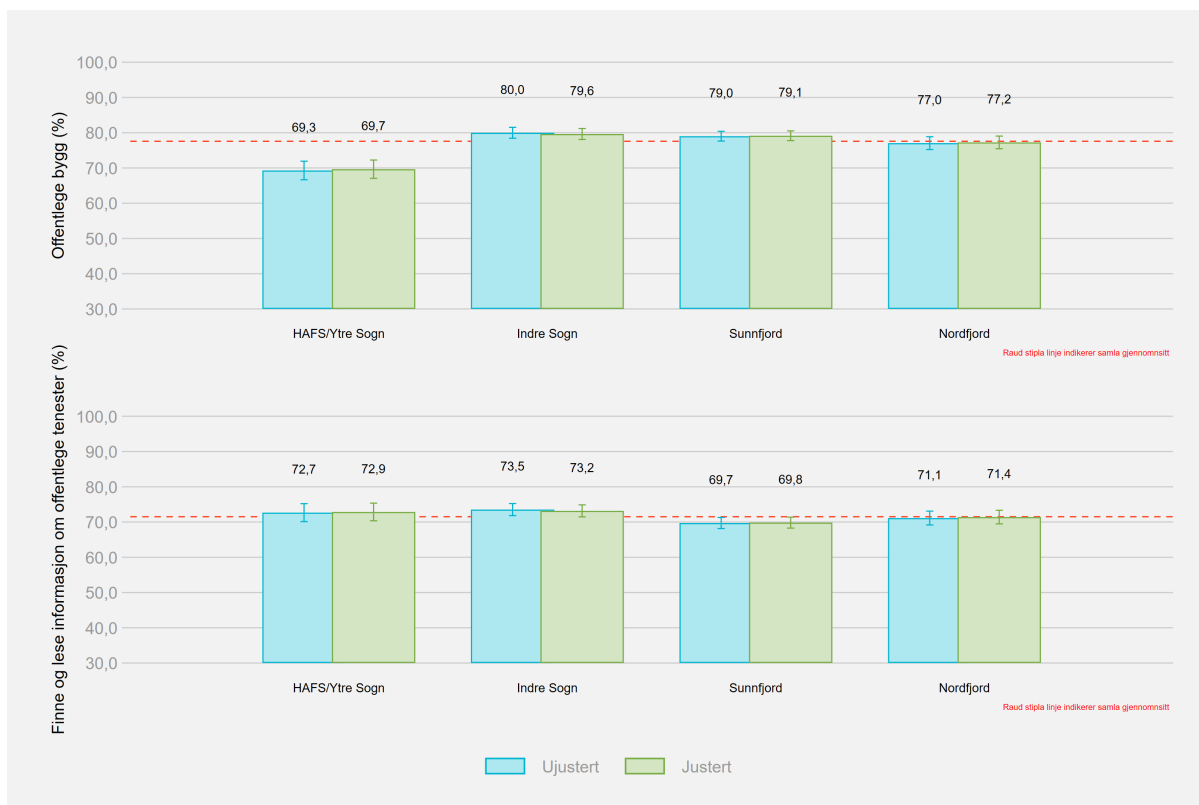 Offentlege bygg (%)
100,0
90,0
80,0
70,0
60,0
50,0
40,0
30,0
69,3 69,7 80,0 79,6 79,0 79,1 77,0 77,2
HAFS/Ytre Sogn Indre Sogn Sunnfjord Nordfjord
Raud stipla linje indikerer samla gjennomnsitt
Finne og lese informasjon om offentlege tenester (%)
100,0
90,0
80,0
70,0
60,0
50,0
40,0
30,0
72,7 72,9 73,5 73,2 69,7 69,8 71,1 71,4
HAFS/Ytre Sogn Indre Sogn Sunnfjord Nordfjord
Raud stipla linje indikerer samla gjennomnsitt
Ujustert Justert